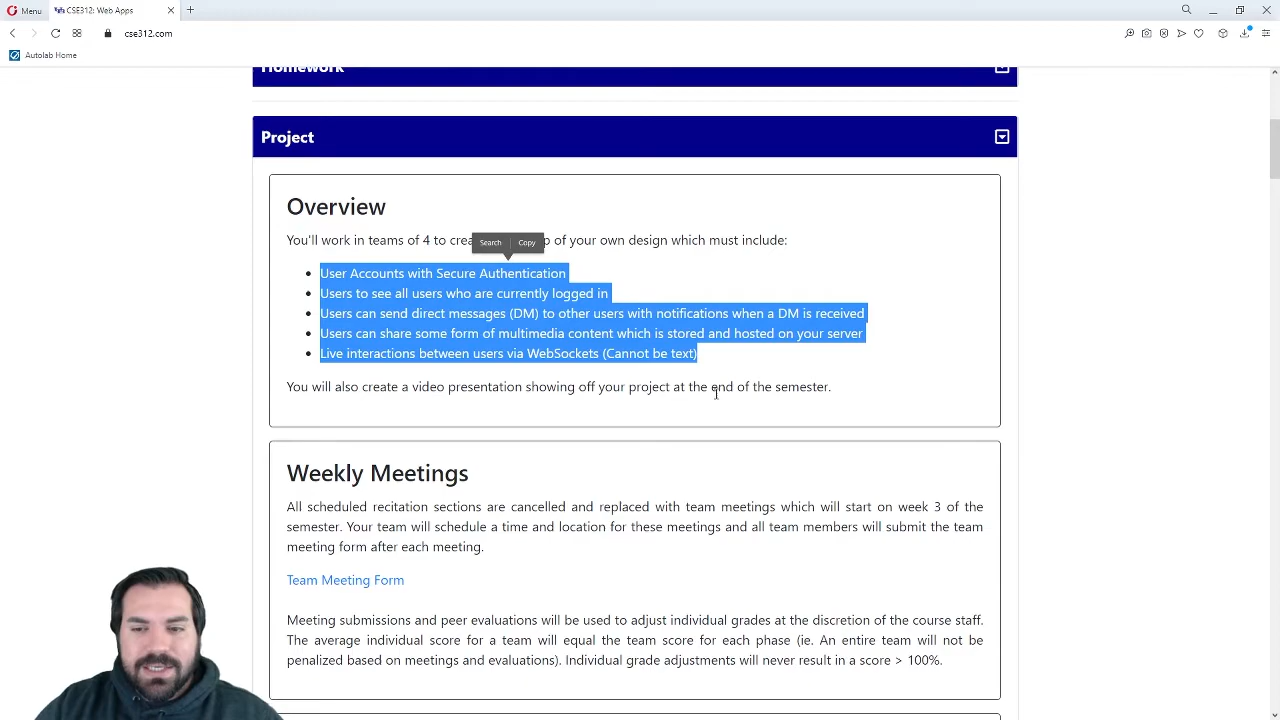 Menu
CSE312: Web Apps
cse312.com
Autolab Home
Homework
Project
Overview
You'll work in teams of 4 to of your own design which must include:
Search Copy
User Accounts with Secure Authentication
Users to see all users who are currently logged in
Users can send direct messages (DM) to other users with notifications when a DM is received
Users can share some form of multimedia content which is stored and hosted on your server
Live interactions between users via WebSockets (Cannot be text)
You will also create a video presentation showing off your project at the end of the semester.
Weekly Meetings
All scheduled recitation sections are cancelled and replaced with team meetings which will start on week 3 of the
semester. Your team will schedule a time and location for these meetings and all team members will submit the team
meeting form after each meeting.
Team Meeting Form
Meeting submissions and peer evaluations will be used to adjust individual grades at the discretion of the course staff.
The average individual score for a team will equal the team score for each phase (ie. An entire team will not be
penalized based on meetings and evaluations). Individual grade adjustments will never result in a score > 100%.